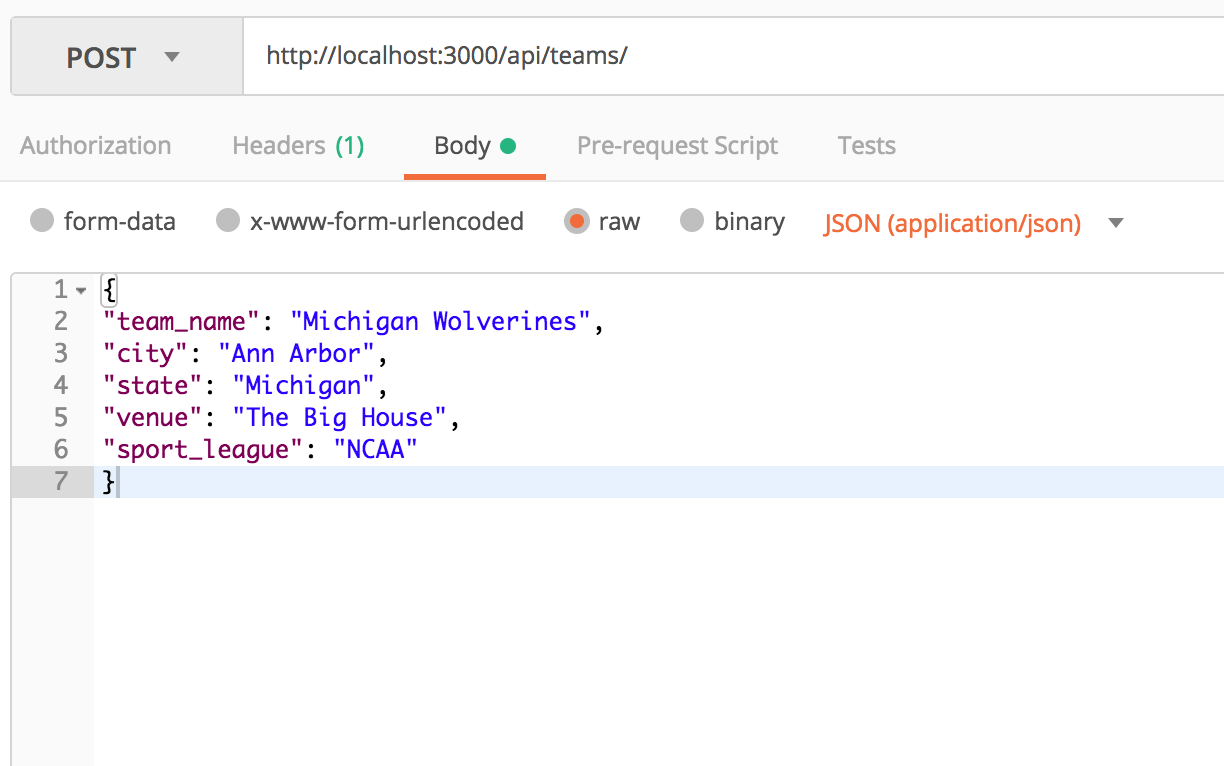 POST http://localhost:3000/api/teams/
Authorization Headers (1) Body Pre-request Script Tests
form-data x-www-form-urlencoded raw binary JSON (application/json)
1 {
2 "team_name": "Michigan Wolverines",
3 "city": "Ann Arbor",
4 "state": "Michigan",
5 "venue": "The Big House",
6 "sport_league": "NCAA"
7 }